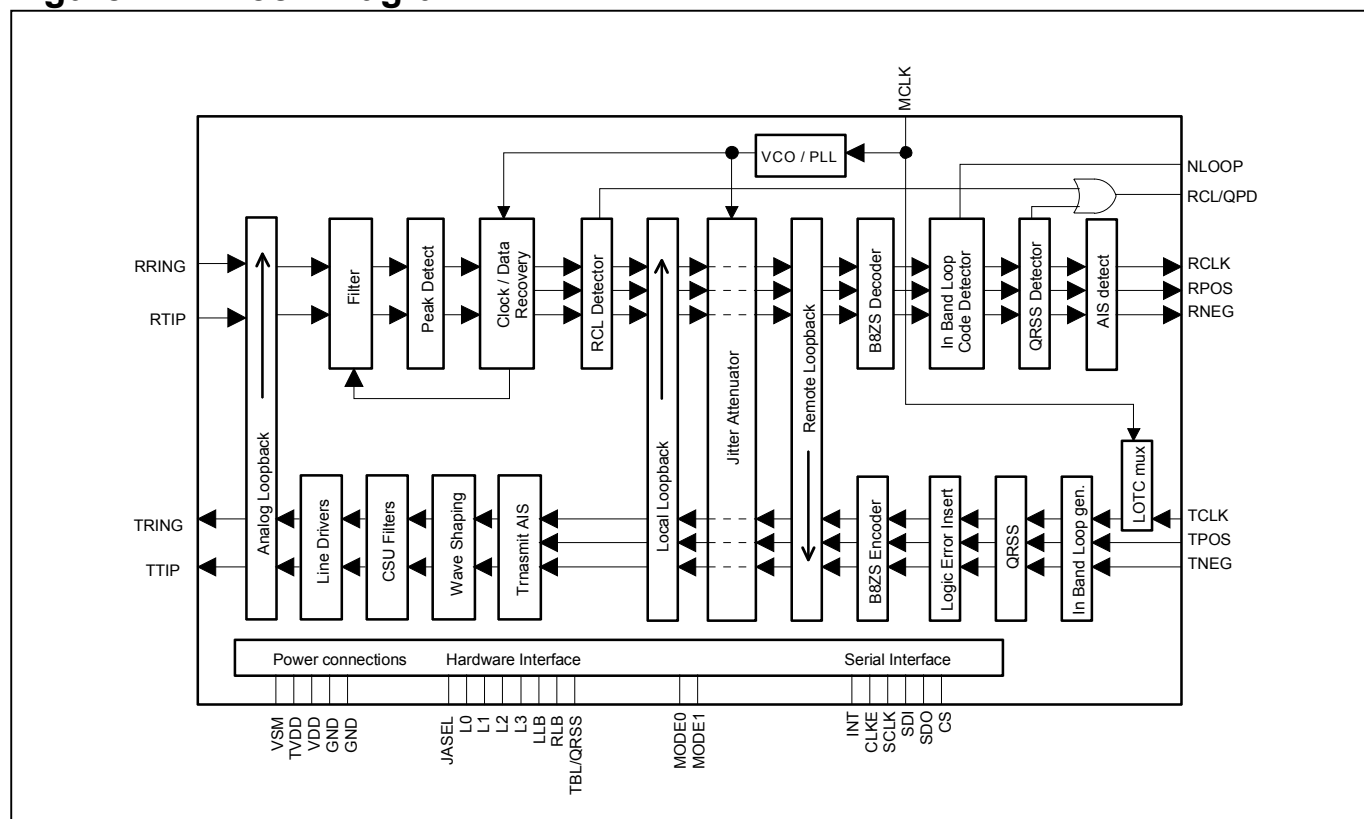 MCLK
VCO / PLL
NLOOP
RCL/QPD
RRING
RTIP
Filter
Peak Detect
Clock / Data
Recovery
RCL Detector
B8ZS Decoder
In Band Loop
Code Detector
QRSS Detector
AIS detect
RCLK
RPOS
RNEG
Analog Loopback
Local Loopback
Jitter Attenuator
Remote Loopback
LOTC mux
TRING
TTIP
Line Drivers
CSU Filters
Wave Shaping
Trnasmit AIS
B8ZS Encoder
Logic Error Insert
QRSS
In Band Loop gen.
TCLK
TPOS
TNEG
Power connections
Hardware Interface
Serial Interface
VSM
TVDD
VDD
GND
GND
JASEL
L0
L1
L2
L3
LLB
RLB
TBL/QRSS
MODE0
MODE1
INT
CLKE
SCLK
SDI
SDO
CS